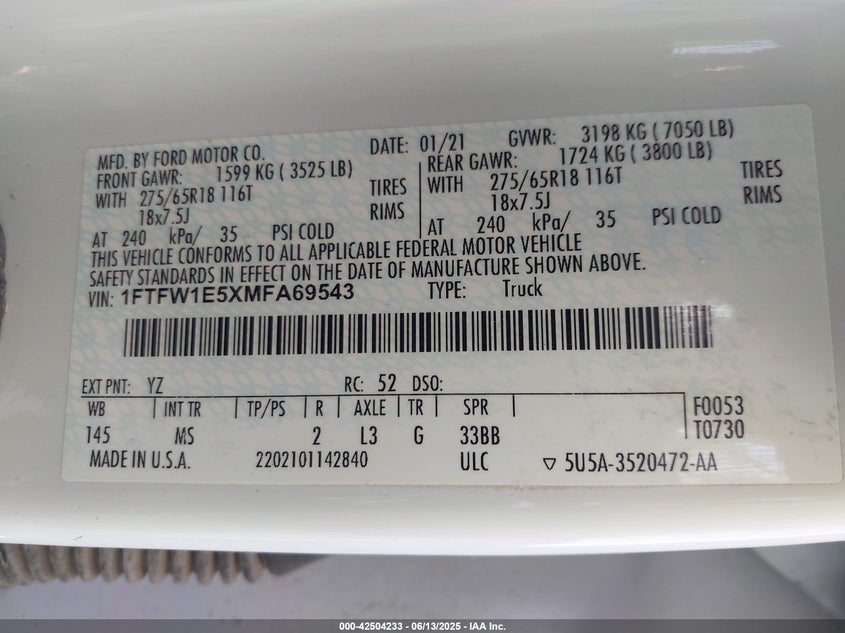 MFD. BY FORD MOTOR CO. DATE: 01/21 GVWR: 3198 KG ( 7050 LB)
FRONT GAWR: 1599 KG ( 3525 LB) REAR GAWR: 1724 KG ( 3800 LB)
WITH 275/65R18 116T TIRES WITH 275/65R18 116T TIRES
18x7.5J RIMS 18x7.5J RIMS
AT 240 kPa/ 35 PSI COLD AT 240 kPa/ 35 PSI COLD
THIS VEHICLE CONFORMS TO ALL APPLICABLE FEDERAL MOTOR VEHICLE
SAFETY STANDARDS IN EFFECT ON THE DATE OF MANUFACTURE SHOWN ABOVE.
VIN: 1FTFW1E5XMFA69543 TYPE: Truck
EXT PNT: YZ RC: 52 DSO:
WB INT TR TP/PS R AXLE TR SPR F0053
145 MS 2 L3 G 33BB T0730
MADE IN U.S.A. 2202101142840 ULC ▽ 5U5A-3520472-AA
000-42504233 - 06/13/2025 - IAA Inc.